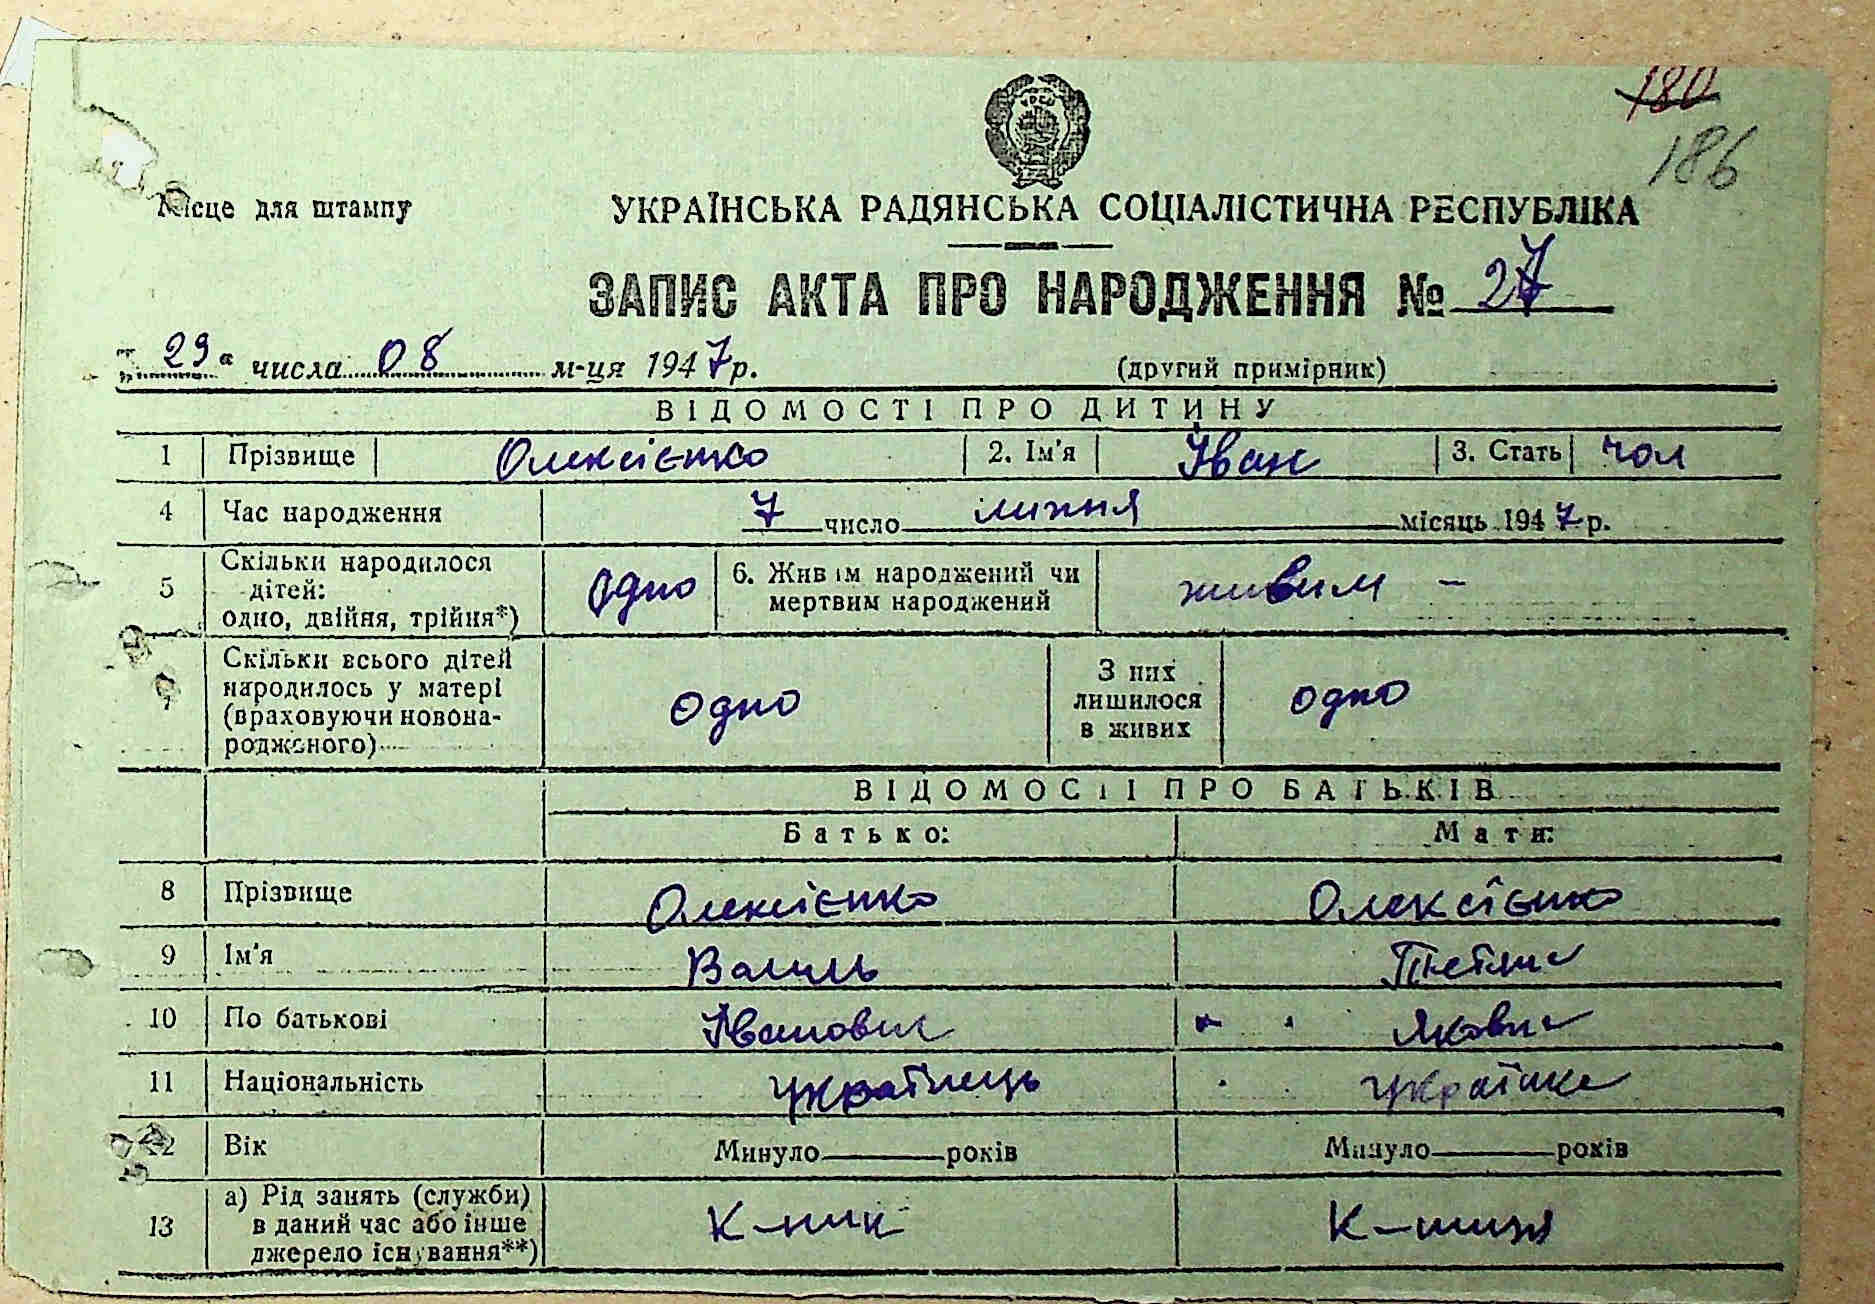 180
186
Місце для штампу
УКРАЇНСЬКА РАДЯНСЬКА СОЦІАЛІСТИЧНА РЕСПУБЛІКА
ЗАПИС АКТА ПРО НАРОДЖЕННЯ № 27
„29“ числа 08 м-ця 1947 р. (другий примірник)
ВІДОМОСТІ ПРО ДИТИНУ
1 Прізвище Олексієнко 2. Ім'я Іван 3. Стать чол
4 Час народження 7 число липня місяць 1947 р.
5 Скільки народилося дітей: одно, двійня, трійня*) одно 6. Живим народжений чи мертвим народжений живим -
7 Скільки всього дітей народилось у матері (враховуючи новонародженого) одно З них лишилося в живих одно
ВІДОМОСТІ ПРО БАТЬКІВ
Батько: Мати:
8 Прізвище Олексієнко Олексієнко
9 Ім'я Василь
10 По батькові Іванович Яковл
11 Національність українець українка
12 Вік Минуло ____ років Минуло ____ років
13 а) Рід занять (служби) в даний час або інше джерело існування**) К-ник К-ниця